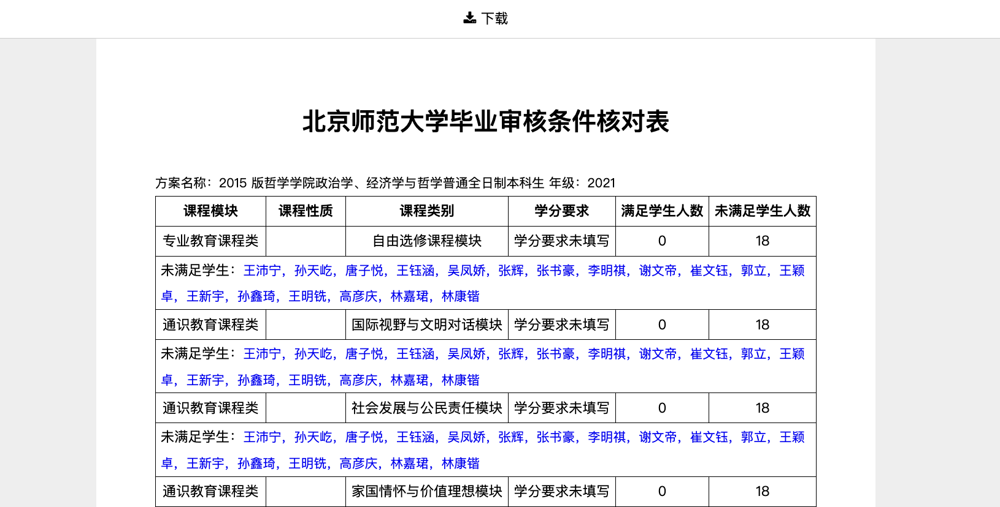 下载
北京师范大学毕业审核条件核对表
方案名称：2015 版哲学学院政治学、经济学与哲学普通全日制本科生 年级：2021
课程模块 课程性质 课程类别 学分要求 满足学生人数 未满足学生人数
专业教育课程类 自由选修课程模块 学分要求未填写 0 18
未满足学生：王沛宁，孙天屹，唐子悦，王钰涵，吴凤娇，张辉，张书豪，李明祺，谢文帝，崔文钰，郭立，王颖
卓，王新宇，孙鑫琦，王明铣，高彦庆，林嘉珺，林康锴
通识教育课程类 国际视野与文明对话模块 学分要求未填写 0 18
未满足学生：王沛宁，孙天屹，唐子悦，王钰涵，吴凤娇，张辉，张书豪，李明祺，谢文帝，崔文钰，郭立，王颖
卓，王新宇，孙鑫琦，王明铣，高彦庆，林嘉珺，林康锴
通识教育课程类 社会发展与公民责任模块 学分要求未填写 0 18
未满足学生：王沛宁，孙天屹，唐子悦，王钰涵，吴凤娇，张辉，张书豪，李明祺，谢文帝，崔文钰，郭立，王颖
卓，王新宇，孙鑫琦，王明铣，高彦庆，林嘉珺，林康锴
通识教育课程类 家国情怀与价值理想模块 学分要求未填写 0 18